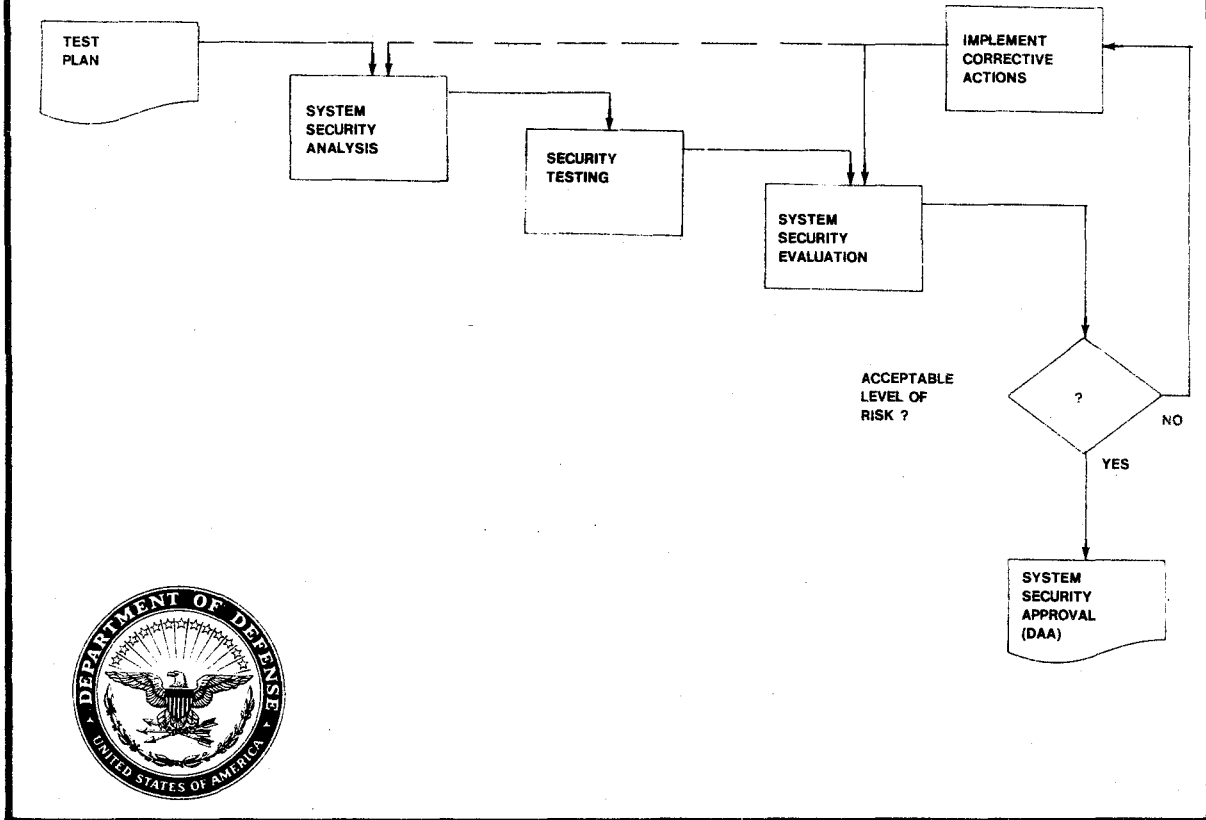 TEST
PLAN
SYSTEM
SECURITY
ANALYSIS
SECURITY
TESTING
SYSTEM
SECURITY
EVALUATION
IMPLEMENT
CORRECTIVE
ACTIONS
ACCEPTABLE
LEVEL OF
RISK ?
?
NO
YES
SYSTEM
SECURITY
APPROVAL
(DAA)
DEPARTMENT OF DEFENSE
UNITED STATES OF AMERICA